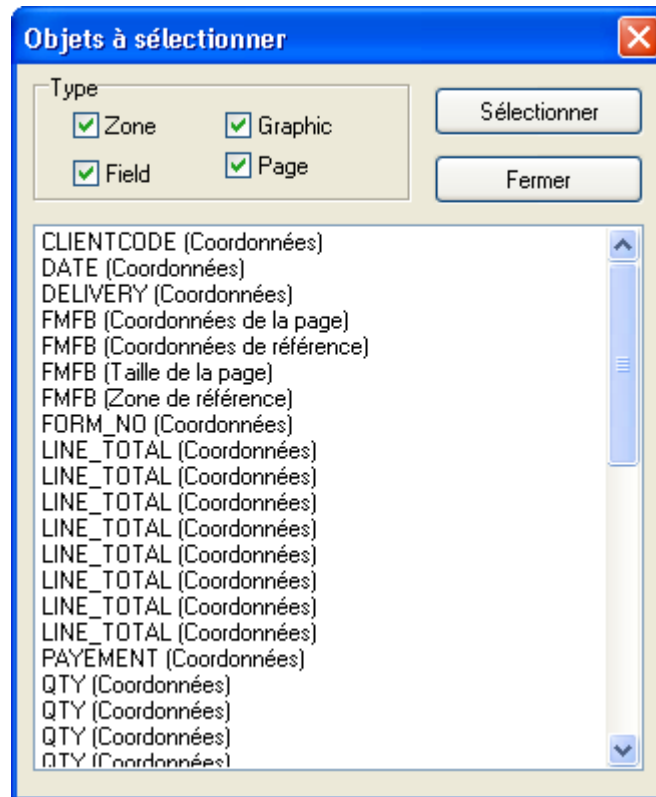 Objets à sélectionner
Type
Zone
Graphic
Field
Page
Sélectionner
Fermer
CLIENTCODE (Coordonnées)
DATE (Coordonnées)
DELIVERY (Coordonnées)
FMFB (Coordonnées de la page)
FMFB (Coordonnées de référence)
FMFB (Taille de la page)
FMFB (Zone de référence)
FORM_NO (Coordonnées)
LINE_TOTAL (Coordonnées)
LINE_TOTAL (Coordonnées)
LINE_TOTAL (Coordonnées)
LINE_TOTAL (Coordonnées)
LINE_TOTAL (Coordonnées)
LINE_TOTAL (Coordonnées)
LINE_TOTAL (Coordonnées)
LINE_TOTAL (Coordonnées)
PAYEMENT (Coordonnées)
QTY (Coordonnées)
QTY (Coordonnées)
QTY (Coordonnées)
QTY (Coordonnées)